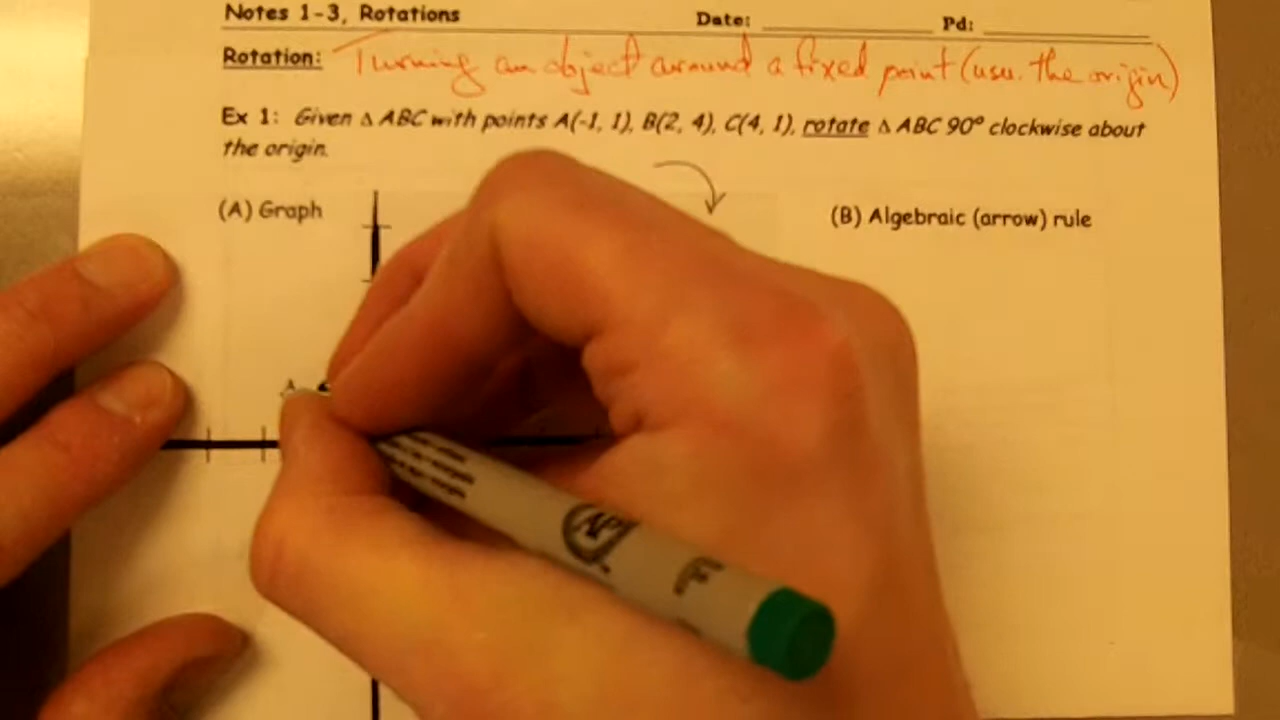 Notes 1-3, Rotations Date: Pd:
Rotation: Turning an object around a fixed point (usu. the origin)
Ex 1: Given △ ABC with points A(-1, 1), B(2, 4), C(4, 1), rotate △ ABC 90° clockwise about
the origin.
(A) Graph (B) Algebraic (arrow) rule
A
AP